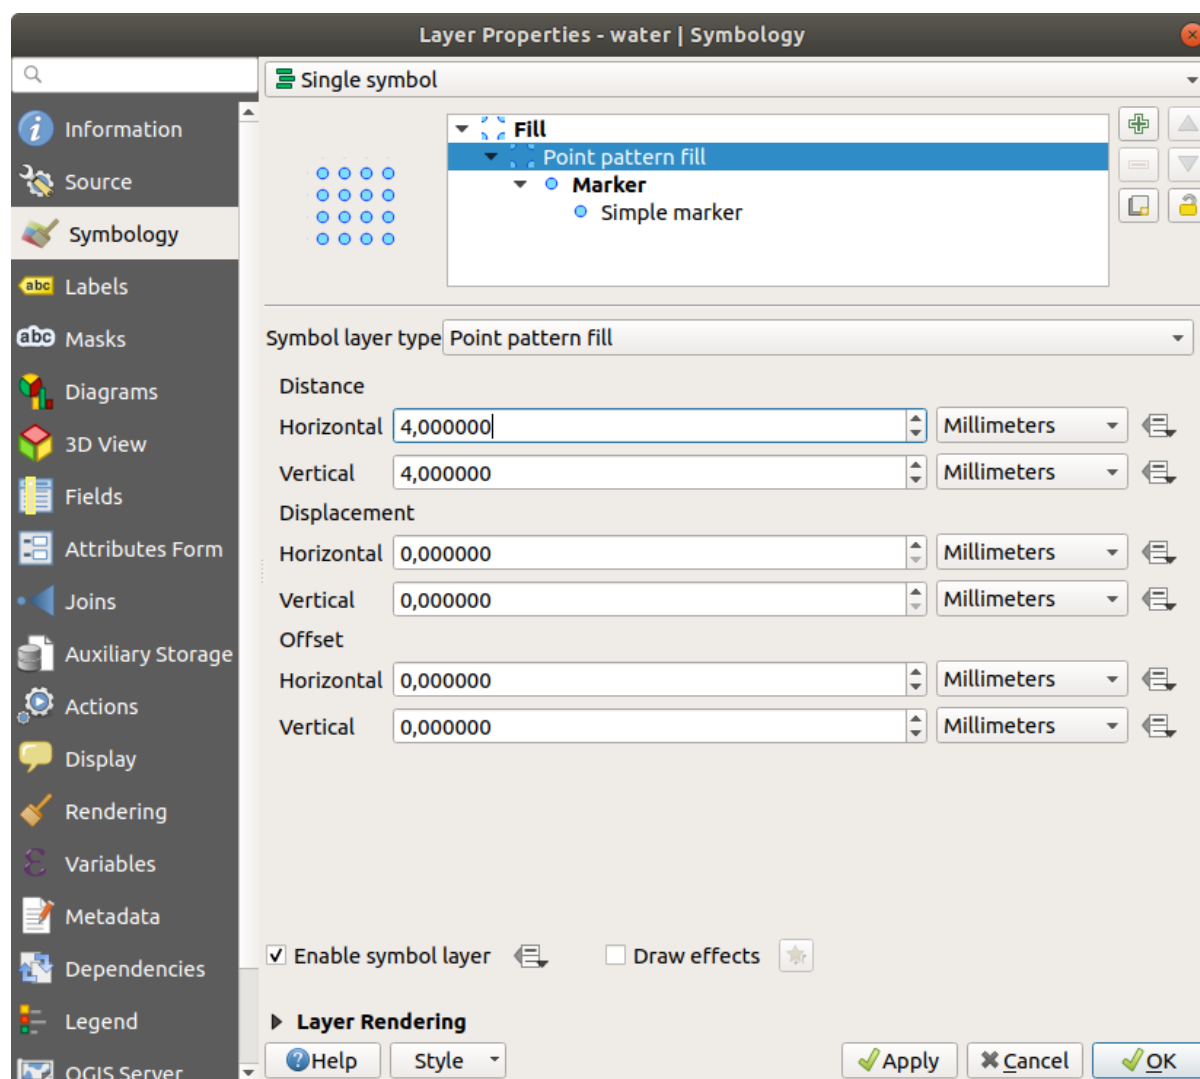 Layer Properties - water | Symbology
Single symbol
Information
Source
Symbology
Labels
Masks
Diagrams
3D View
Fields
Attributes Form
Joins
Auxiliary Storage
Actions
Display
Rendering
Variables
Metadata
Dependencies
Legend
QGIS Server
Fill
Point pattern fill
Marker
Simple marker
Symbol layer type Point pattern fill
Distance
Horizontal 4,000000 Millimeters
Vertical 4,000000 Millimeters
Displacement
Horizontal 0,000000 Millimeters
Vertical 0,000000 Millimeters
Offset
Horizontal 0,000000 Millimeters
Vertical 0,000000 Millimeters
Enable symbol layer Draw effects
Layer Rendering
Help Style Apply Cancel OK